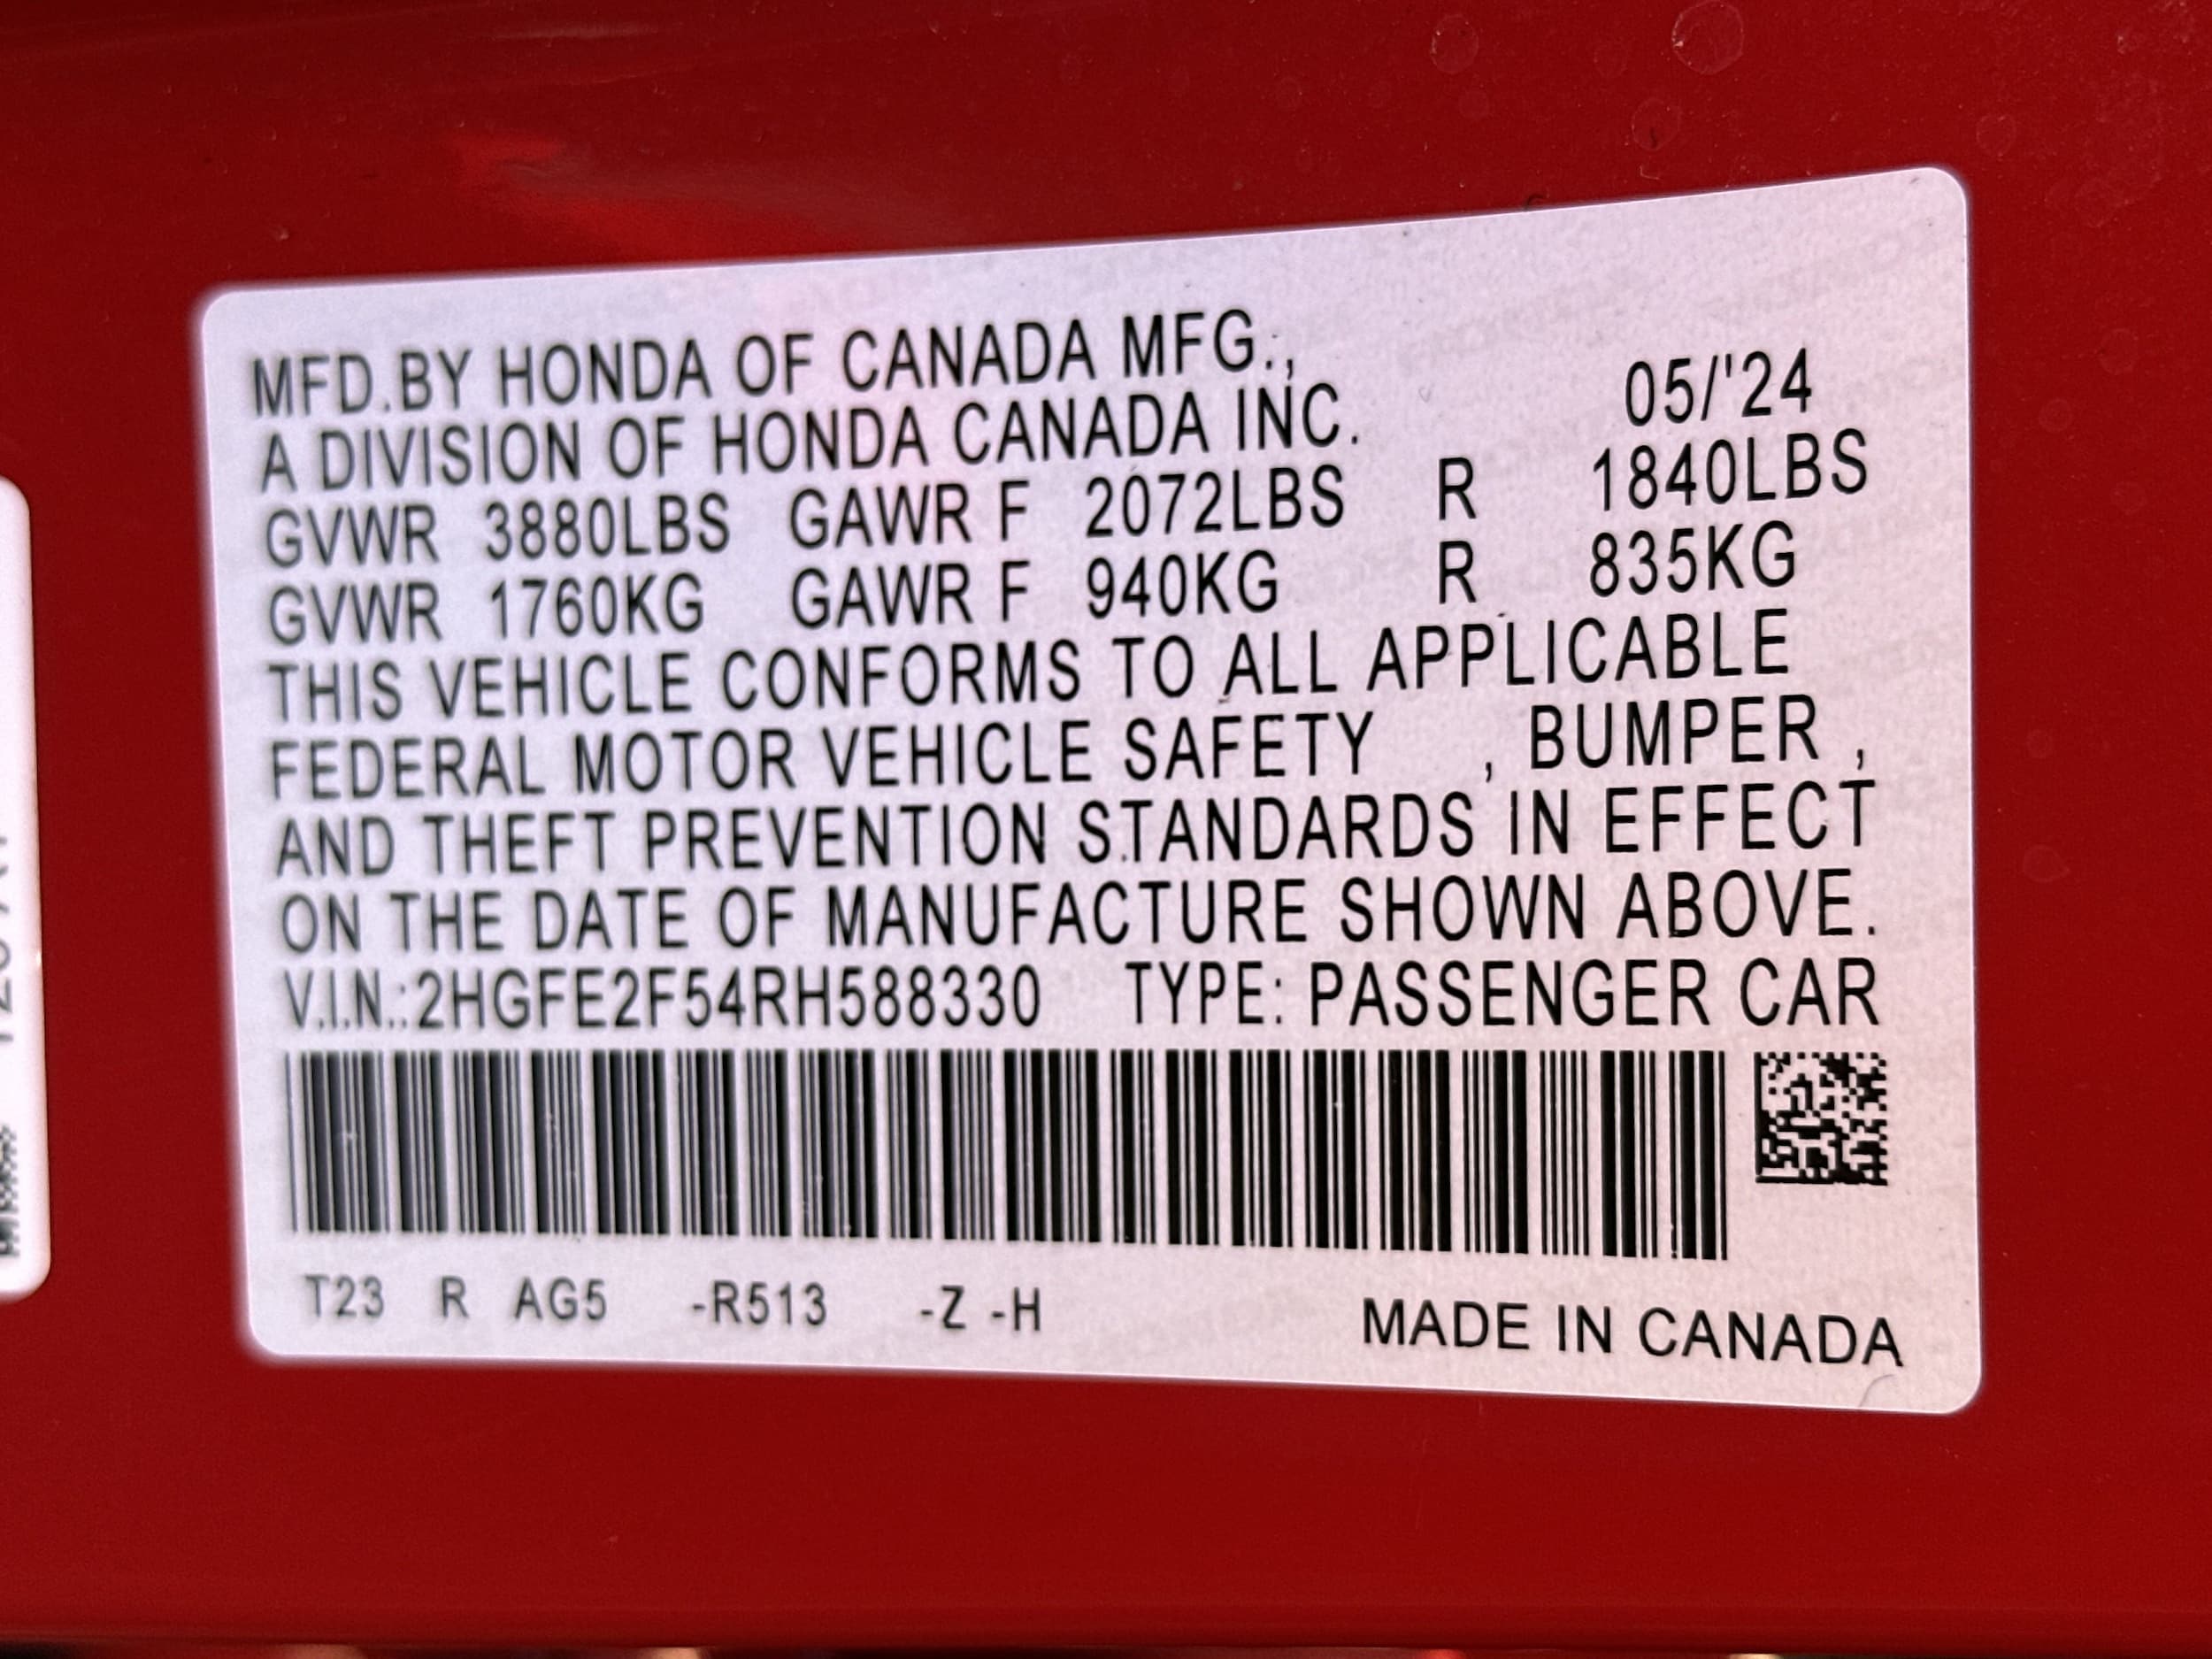 MFD.BY HONDA OF CANADA MFG.,
A DIVISION OF HONDA CANADA INC. 05/'24
GVWR 3880LBS GAWR F 2072LBS R 1840LBS
GVWR 1760KG GAWR F 940KG R 835KG
THIS VEHICLE CONFORMS TO ALL APPLICABLE
FEDERAL MOTOR VEHICLE SAFETY , BUMPER ,
AND THEFT PREVENTION STANDARDS IN EFFECT
ON THE DATE OF MANUFACTURE SHOWN ABOVE.
V.I.N.:2HGFE2F54RH588330 TYPE: PASSENGER CAR
T23 R AG5 -R513 -Z -H MADE IN CANADA